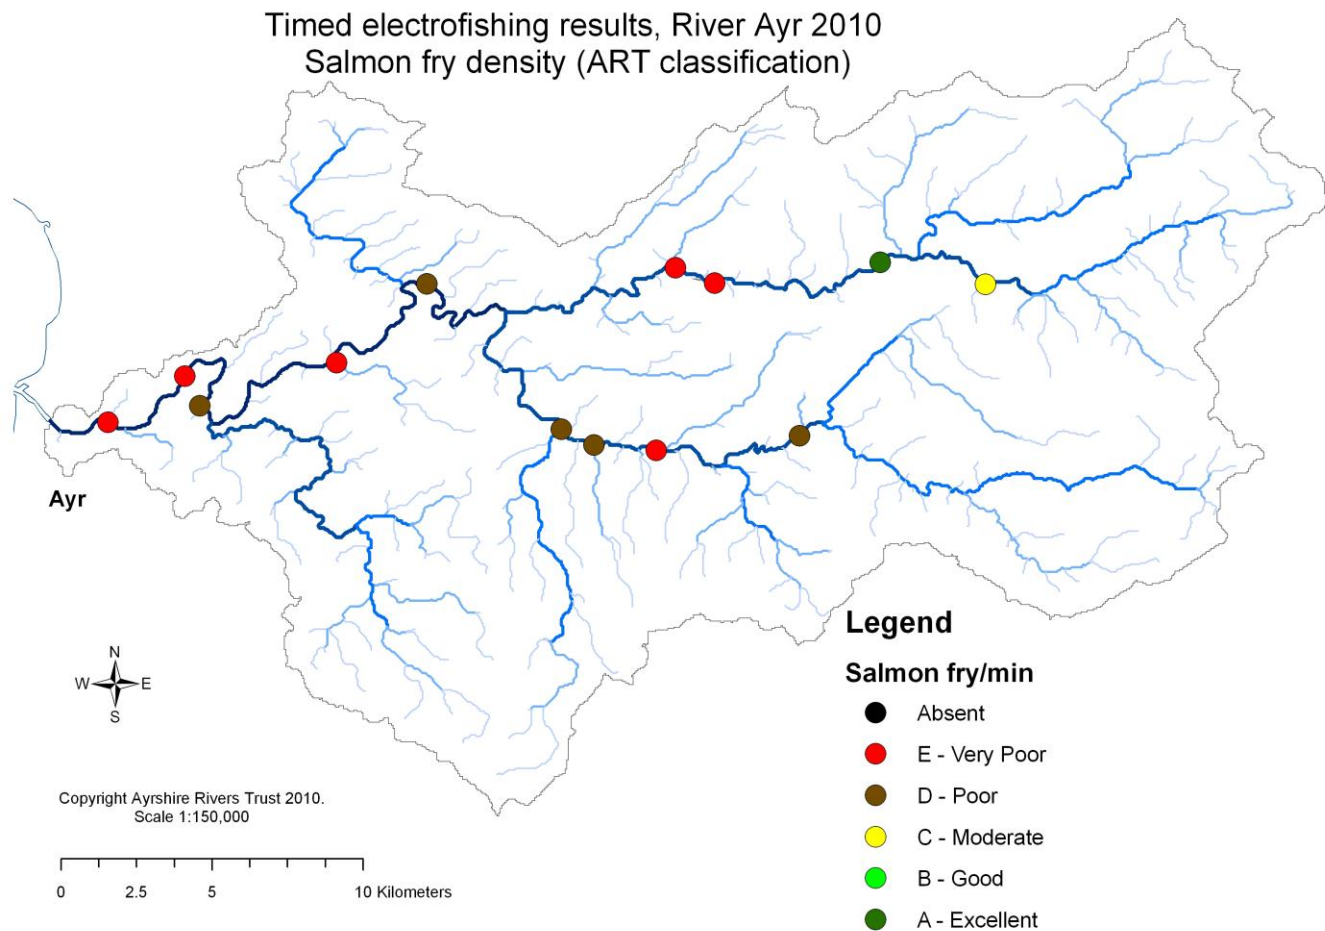 Timed electrofishing results, River Ayr 2010
Salmon fry density (ART classification)
Ayr
N
W E
S
Copyright Ayrshire Rivers Trust 2010.
Scale 1:150,000
0 2.5 5 10 Kilometers
Legend
Salmon fry/min
Absent
E - Very Poor
D - Poor
C - Moderate
B - Good
A - Excellent